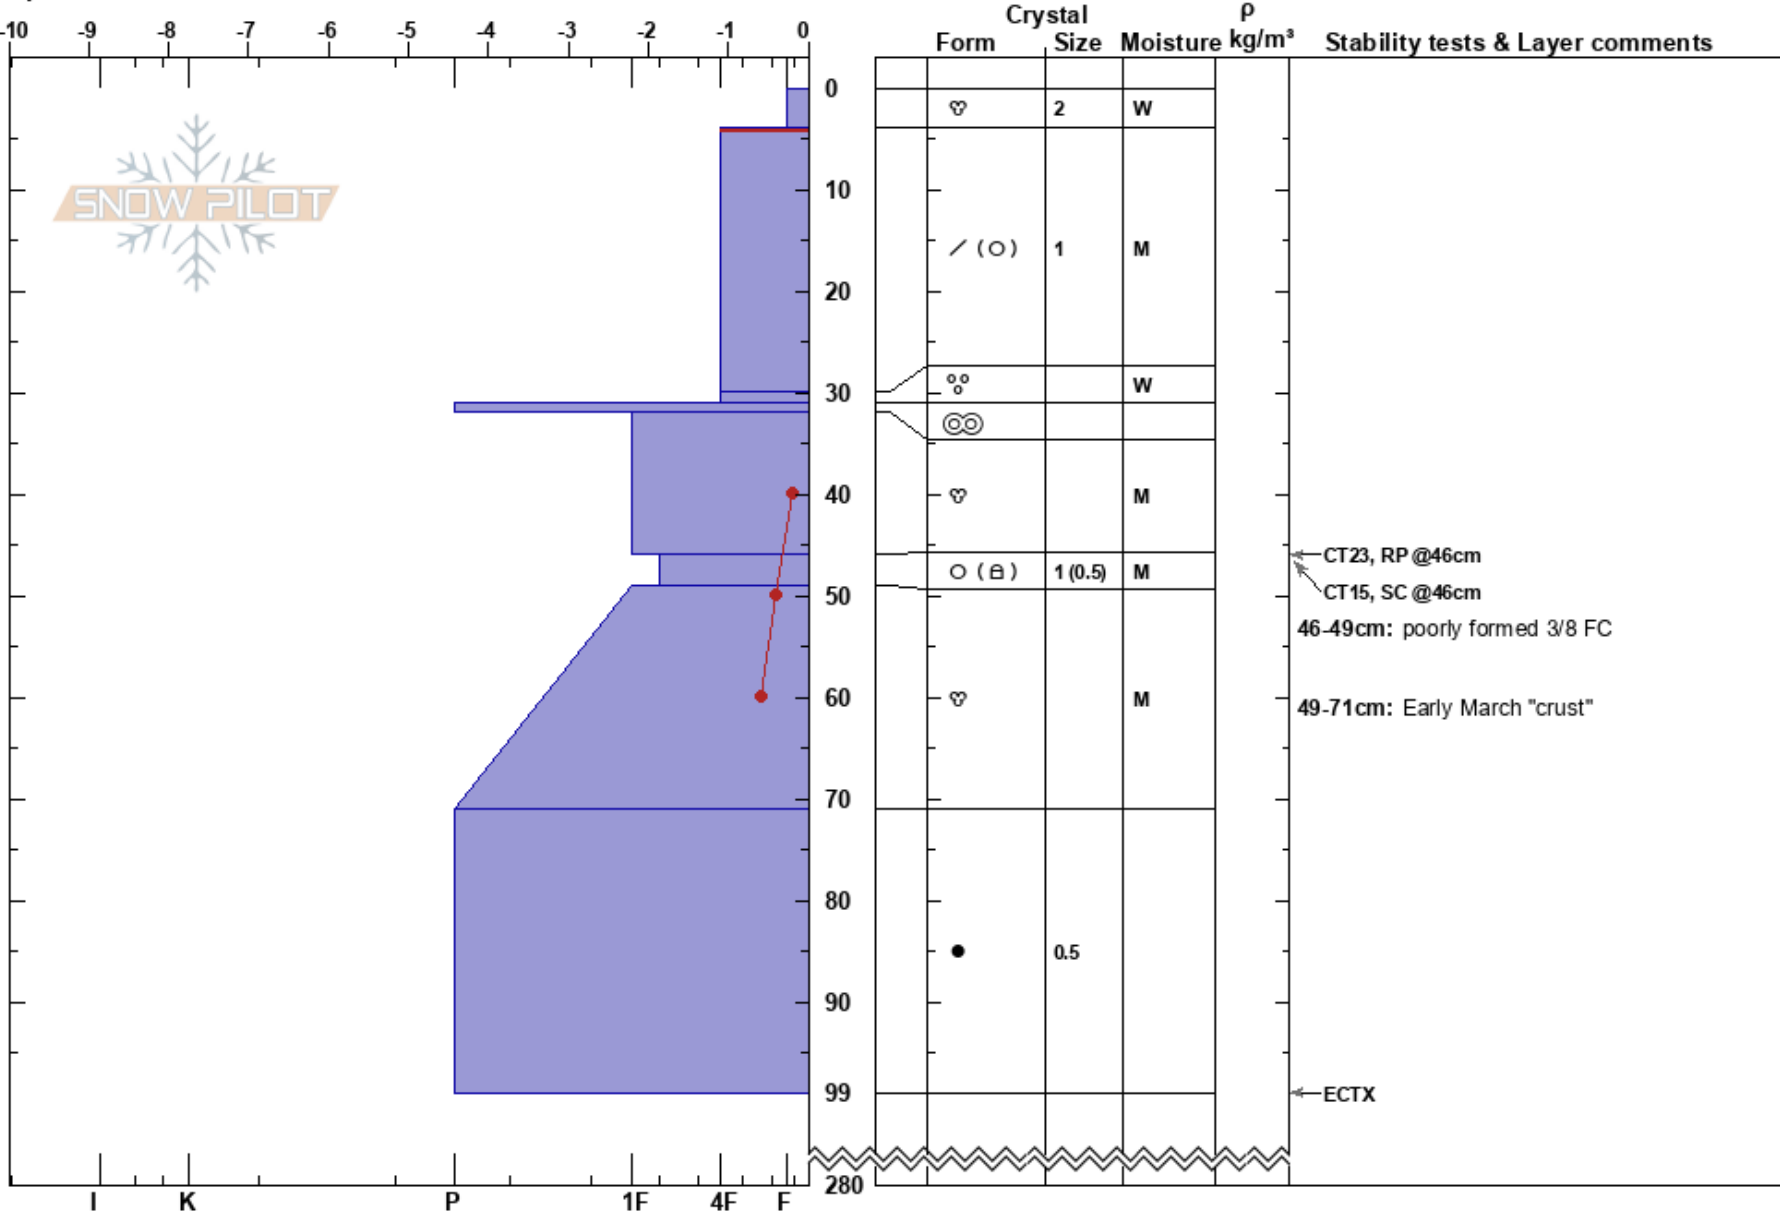 -10 -9 -8 -7 -6 -5 -4 -3 -2 -1 0
Crystal ρ
Form Size Moisture kg/m³ Stability tests & Layer comments
0
2 W
SNOW PILOT
10
1 M
20
30
W
40
M
CT23, RP @46cm
1 (0.5) M
CT15, SC @46cm
50
46-49cm: poorly formed 3/8 FC
60
M
49-71cm: Early March "crust"
70
80
0.5
90
99
ECTX
280
I K P 1F 4F F